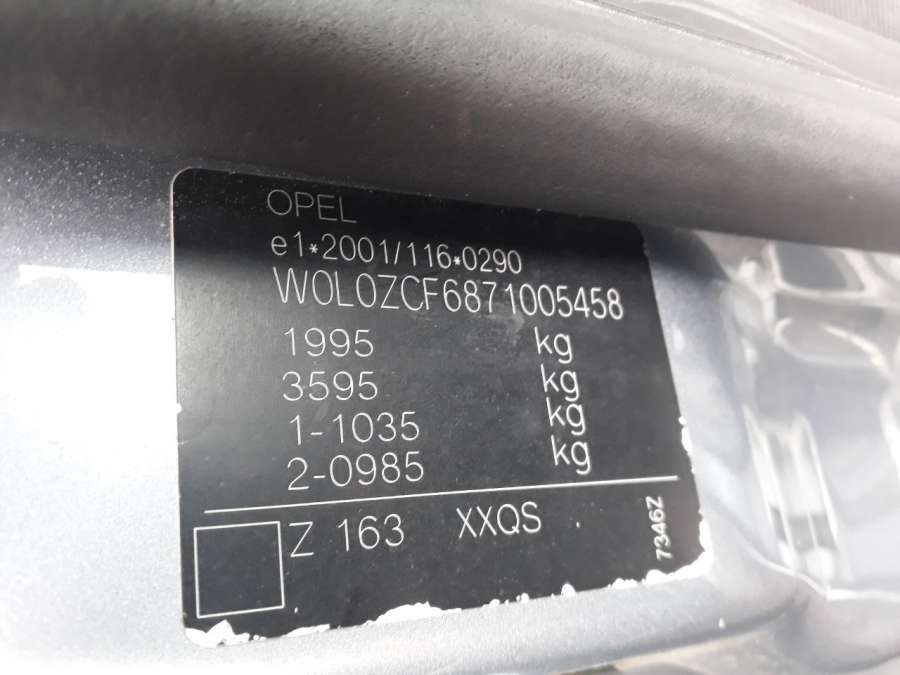 OPEL
e1*2001/116*0290
W0L0ZCF6871005458
1995 kg
3595 kg
1-1035 kg
2-0985 kg
Z 163 XXQS
7346Z